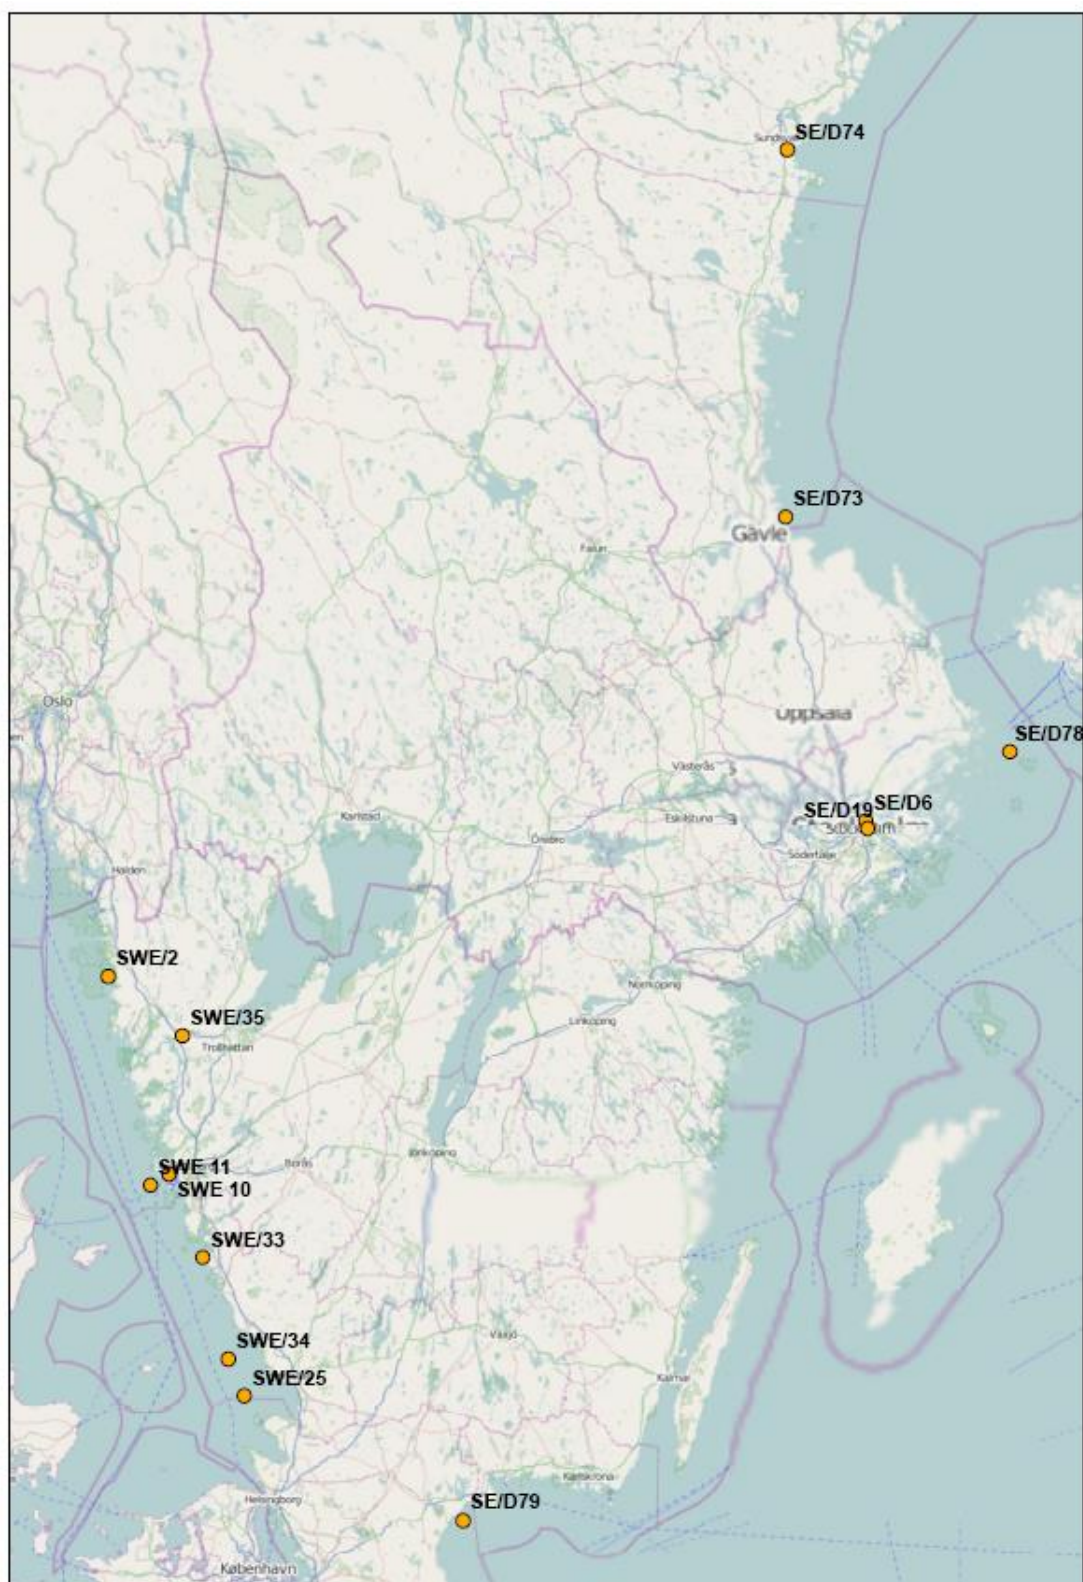 SE/D74
SE/D73
Gävle
Falun
Oslo
Uppsala
SE/D78
Västerås
SE/D19
SE/D6
Karlstad
Eskilstuna
Örebro
Södertälje
Halden
SWE/2
Norrköping
SWE/35
Linköping
Trollhättan
Jönköping
Borås
SWE 11
SWE 10
SWE/33
SWE/34
Växjö
SWE/25
Kalmar
Karlskrona
Helsingborg
SE/D79
København